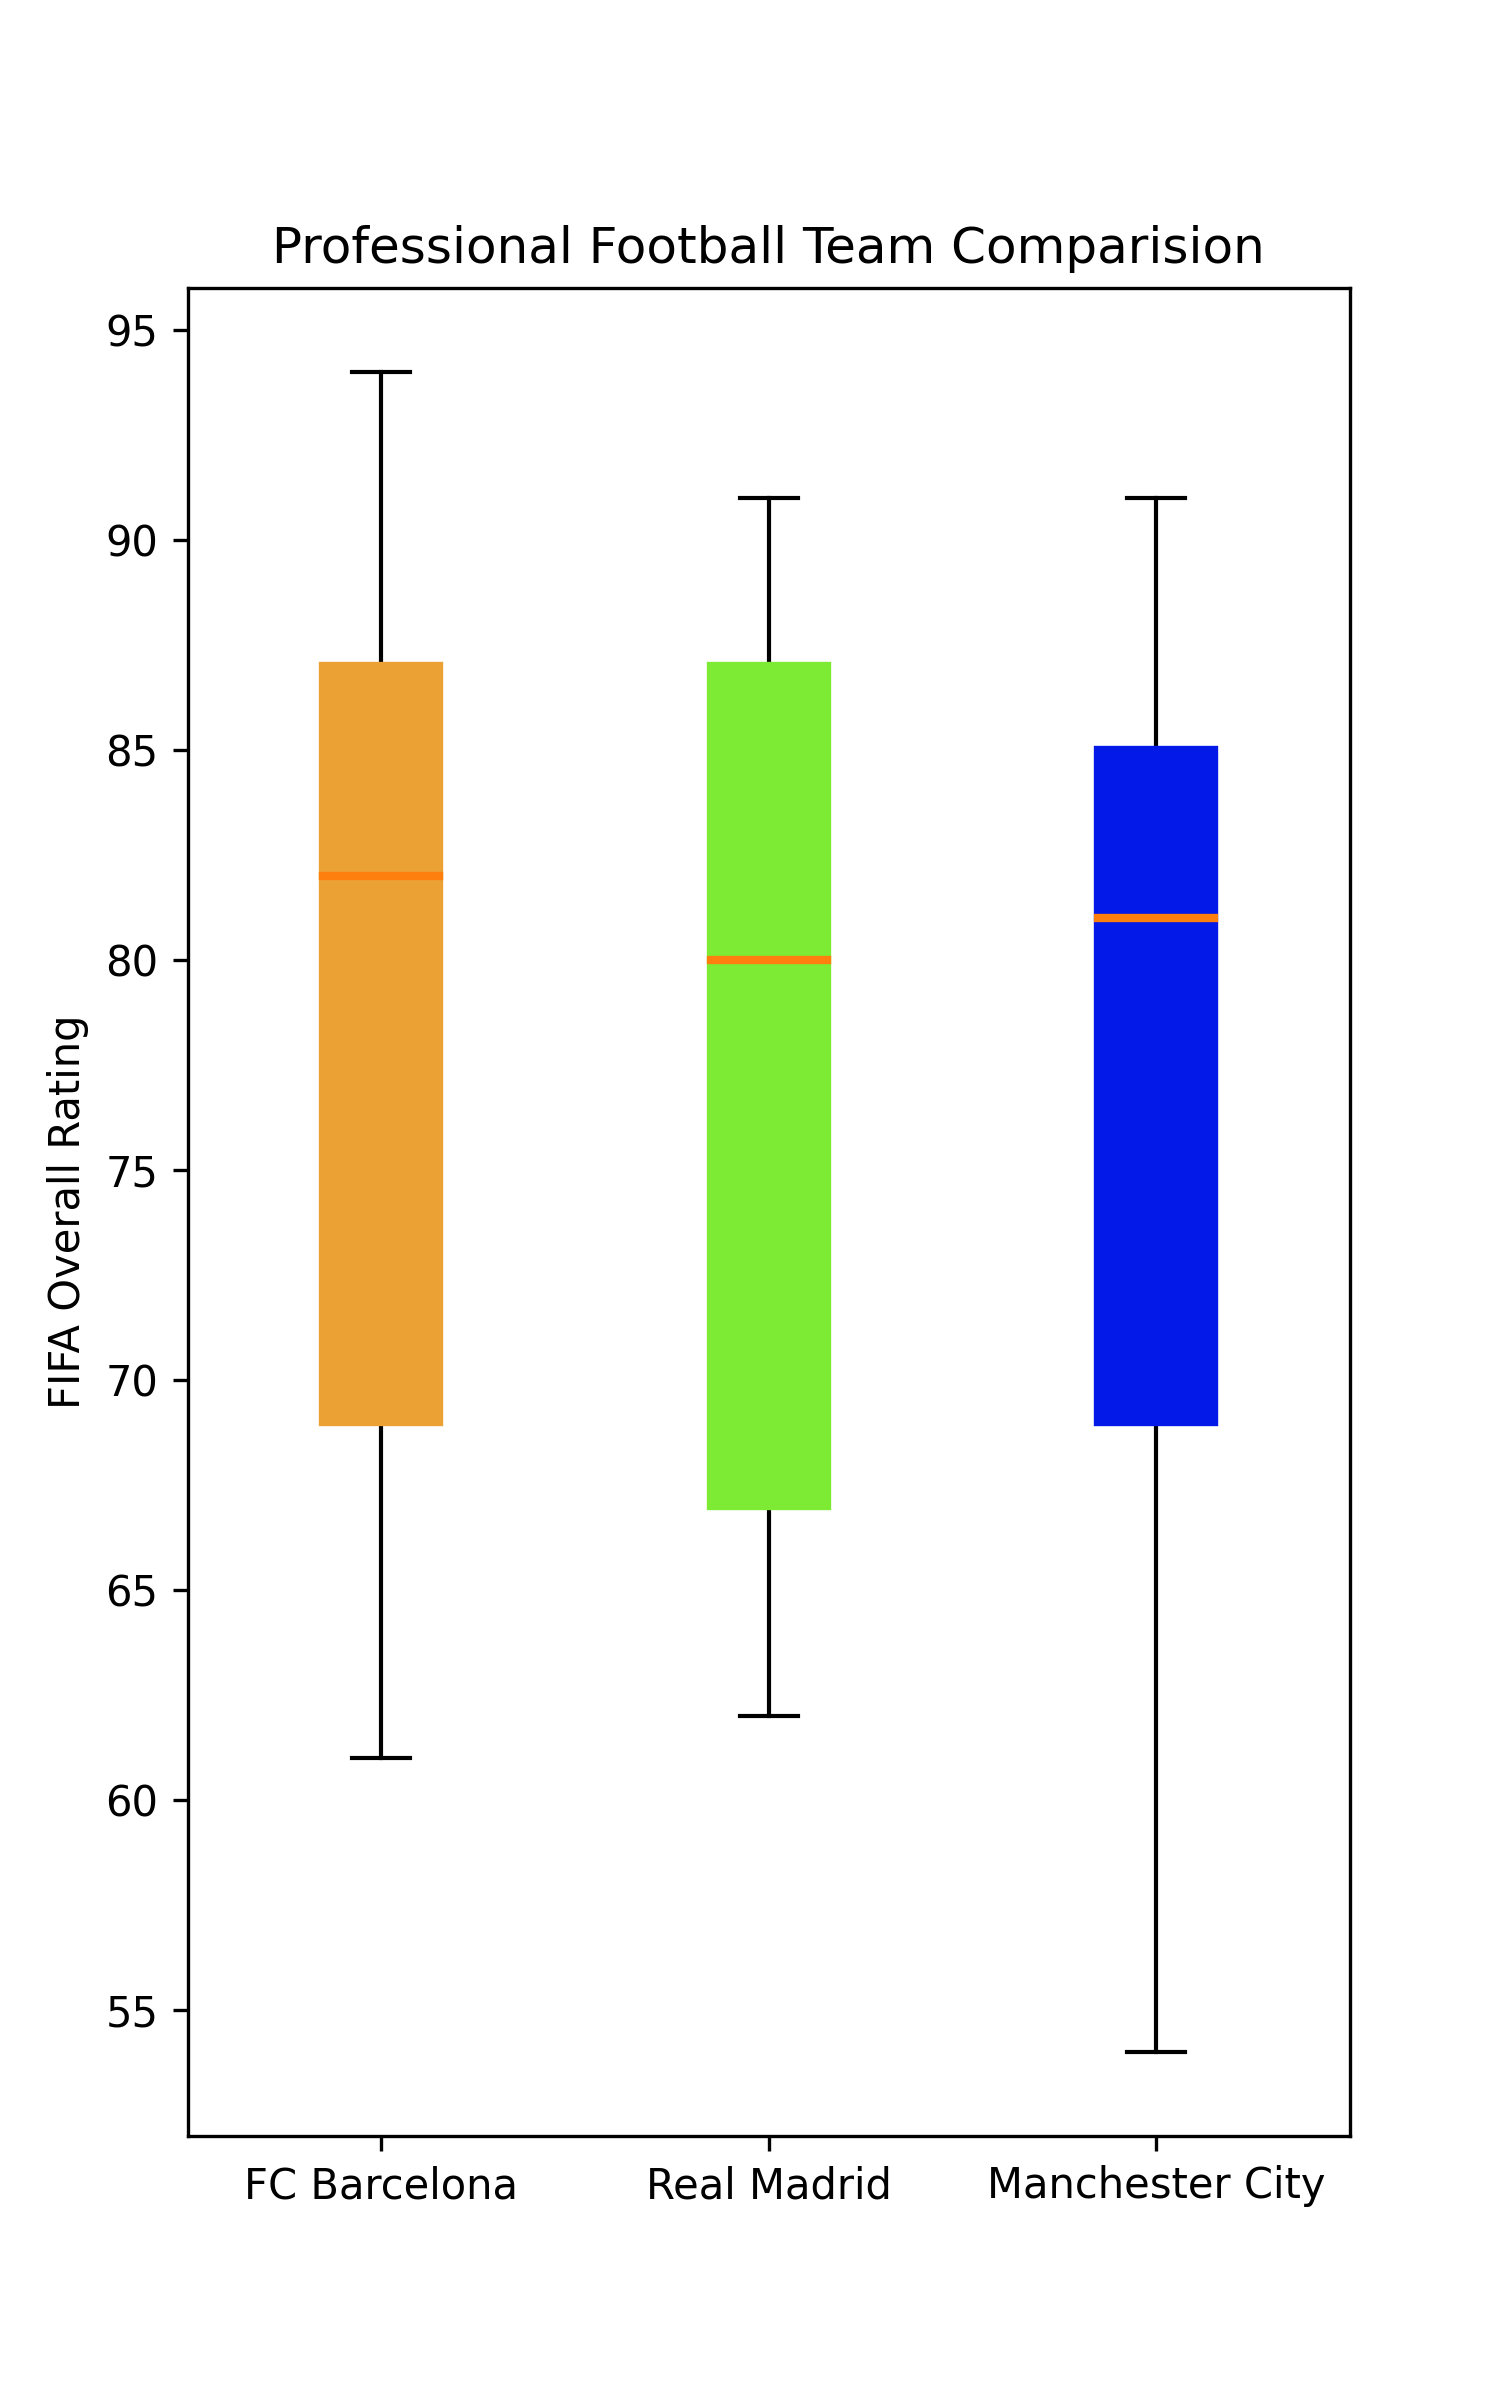 Professional Football Team Comparision
95
90
85
80
75
70
65
60
55
FIFA Overall Rating
FC Barcelona
Real Madrid
Manchester City